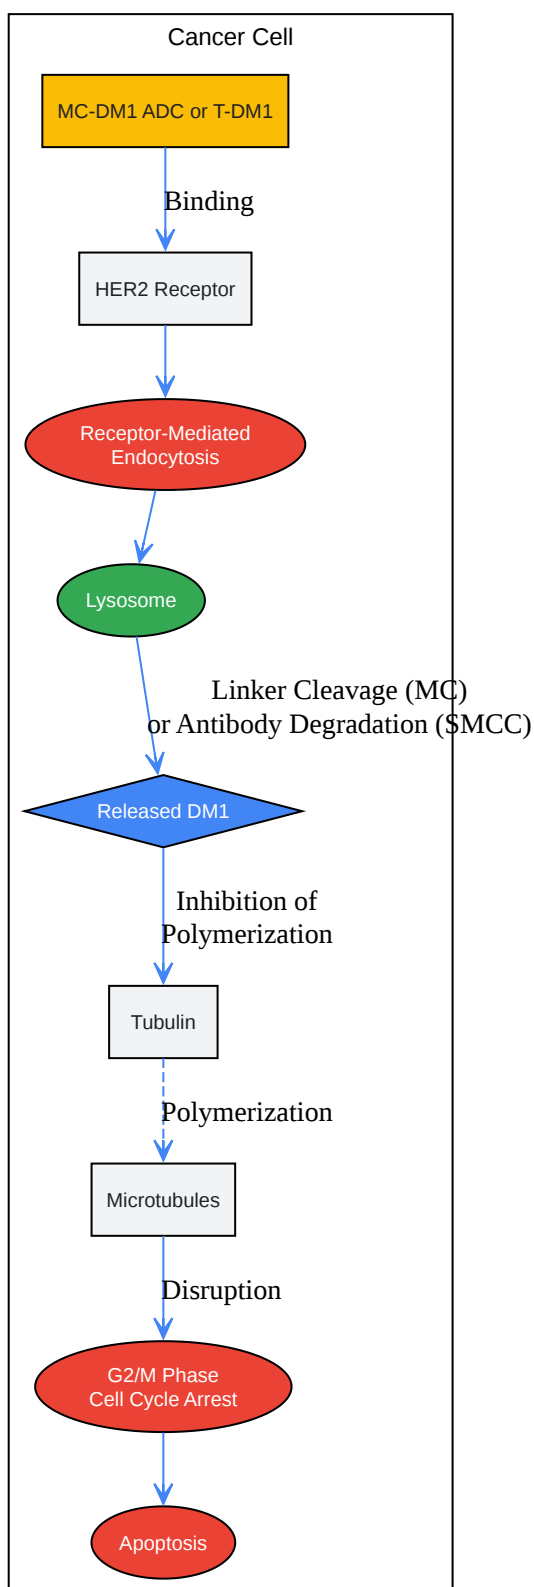 Cancer Cell
MC-DM1 ADC or T-DM1
Binding
HER2 Receptor
Receptor-Mediated
Endocytosis
Lysosome
Linker Cleavage (MC)
or Antibody Degradation (SMCC)
Released DM1
Inhibition of
Polymerization
Tubulin
Polymerization
Microtubules
Disruption
G2/M Phase
Cell Cycle Arrest
Apoptosis